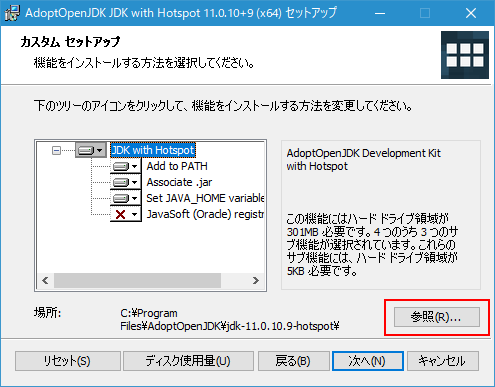 AdoptOpenJDK JDK with Hotspot 11.0.10+9 (x64) セットアップ
カスタム セットアップ
機能をインストールする方法を選択してください。
下のツリーのアイコンをクリックして、機能をインストールする方法を変更してください。
JDK with Hotspot
Add to PATH
Associate .jar
Set JAVA_HOME variable
JavaSoft (Oracle) registr
AdoptOpenJDK Development Kit
with Hotspot
この機能にはハード ドライブ領域が
301MB 必要です。4 つのうち 3 つのサ
ブ機能が選択されています。これらの
サブ機能には、ハード ドライブ領域が
5KB 必要です。
場所:
C:¥Program
Files¥AdoptOpenJDK¥jdk-11.0.10.9-hotspot¥
参照(R)...
リセット(S)
ディスク使用量(U)
戻る(B)
次へ(N)
キャンセル